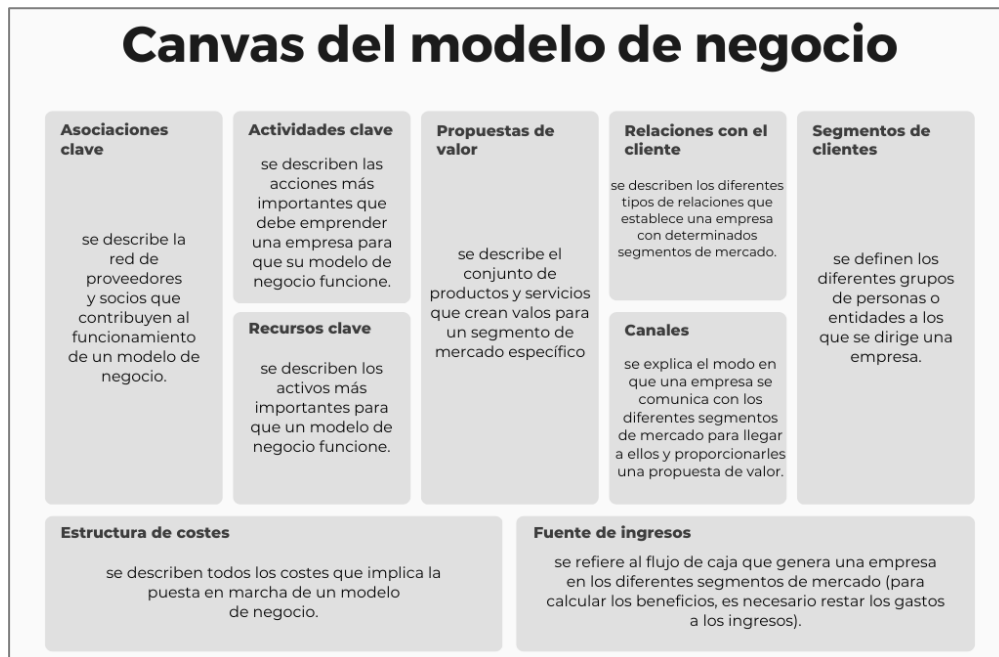 Canvas del modelo de negocio
Asociaciones
clave
se describe la
red de
proveedores
y socios que
contribuyen al
funcionamiento
de un modelo de
negocio.
Actividades clave
se describen las
acciones más
importantes que
debe emprender
una empresa para
que su modelo de
negocio funcione.
Recursos clave
se describen los
activos más
importantes para
que un modelo de
negocio funcione.
Propuestas de
valor
se describe el
conjunto de
productos y servicios
que crean valos para
un segmento de
mercado específico
Relaciones con el
cliente
se describen los diferentes
tipos de relaciones que
establece una empresa
con determinados
segmentos de mercado.
Canales
se explica el modo en
que una empresa se
comunica con los
diferentes segmentos
de mercado para llegar
a ellos y proporcionarles
una propuesta de valor.
Segmentos de
clientes
se definen los
diferentes grupos
de personas o
entidades a los
que se dirige una
empresa.
Estructura de costes
se describen todos los costes que implica la
puesta en marcha de un modelo
de negocio.
Fuente de ingresos
se refiere al flujo de caja que genera una empresa
en los diferentes segmentos de mercado (para
calcular los beneficios, es necesario restar los gastos
a los ingresos).